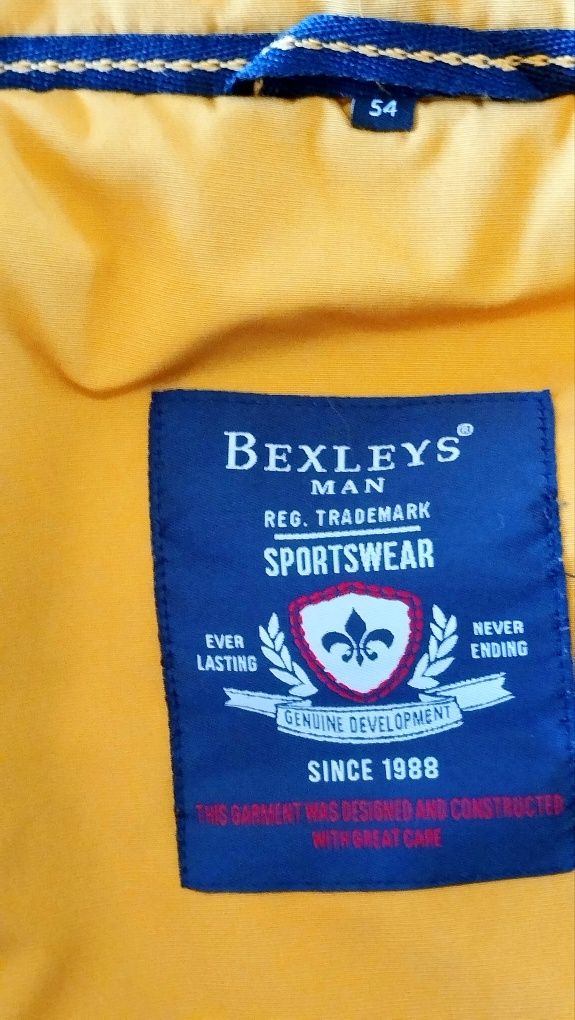 54
BEXLEYS®
MAN
REG. TRADEMARK
SPORTSWEAR
EVER
LASTING
NEVER
ENDING
GENUINE DEVELOPMENT
SINCE 1988
THIS GARMENT WAS DESIGNED AND CONSTRUCTED
WITH GREAT CARE